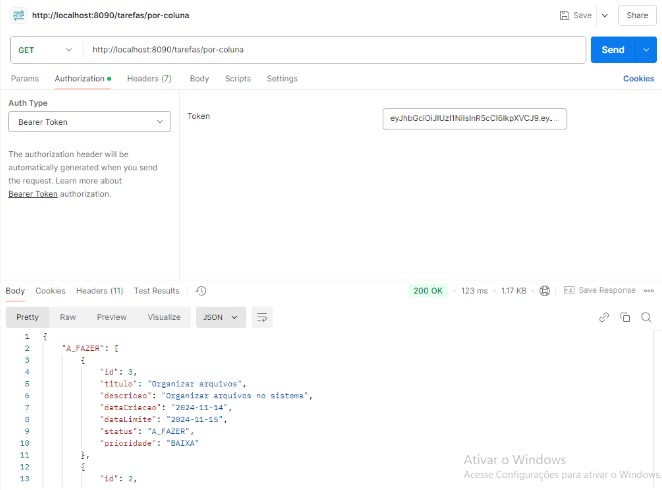 http://localhost:8090/tarefas/por-coluna
Save
Share
GET
http://localhost:8090/tarefas/por-coluna
Send
Params Authorization Headers (7) Body Scripts Settings
Cookies
Auth Type
Bearer Token
The authorization header will be
automatically generated when you send
the request. Learn more about
Bearer Token authorization.
Token
Body Cookies Headers (11) Test Results
200 OK 123 ms 1.17 KB Save Response
Pretty Raw Preview Visualize JSON
1 {
2 "A_FAZER": [
3 {
4 "id": 3,
5 "titulo": "Organizar arquivos",
6 "descricao": "Organizar arquivos no sistema",
7 "dataCriacao": "2024-11-14",
8 "dataLimite": "2024-11-15",
9 "status": "A_FAZER",
10 "prioridade": "BAIXA"
11 },
12 {
13 "id": 2,
Ativar o Windows
Acesse Configurações para ativar o Windows.